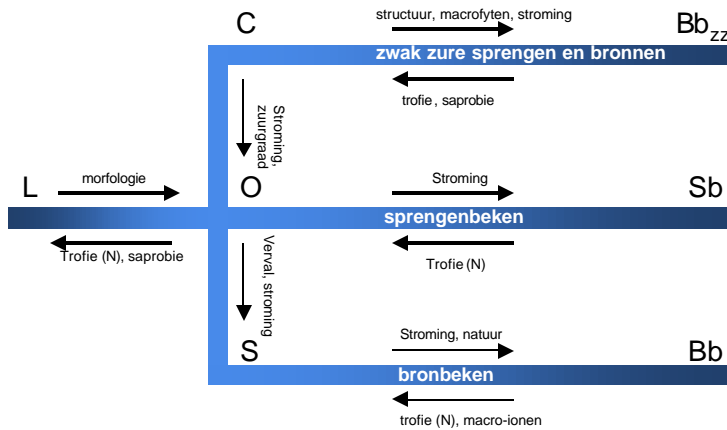 C
structuur, macrofyten, stroming
Bbzz
zwak zure sprengen en bronnen
trofie, saprobie
Stroming,
zuurgraad
L
morfologie
O
Stroming
Sb
sprengenbeken
Trofie (N), saprobie
Trofie (N)
Verval, stroming
S
Stroming, natuur
Bb
bronbeken
trofie (N), macro-ionen